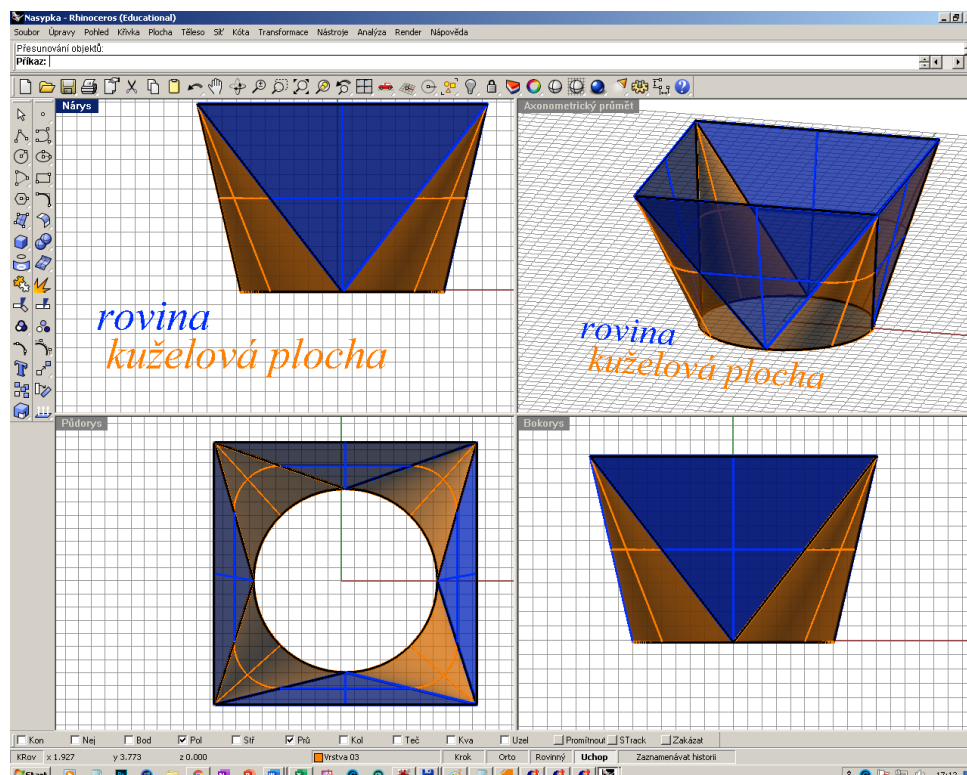 Nasypka - Rhinoceros (Educational)
Soubor Úpravy Pohled Křivka Plocha Těleso Síť Kóta Transformace Nástroje Analýza Render Nápověda
Přesunování objektů:
Příkaz:
Nárys
Axonometrický průmět
rovina
kuželová plocha
rovina
kuželová plocha
Půdorys
Bokorys
Kon Nej Bod Pol Stř Prů Kol Teč Kva Uzel Promítnout STrack Zakázat
KRov x 1.927 y 3.773 z 0.000 Vrstva 03 Krok Orto Rovinný Uchop Zaznamenávat historii
Start 17:12